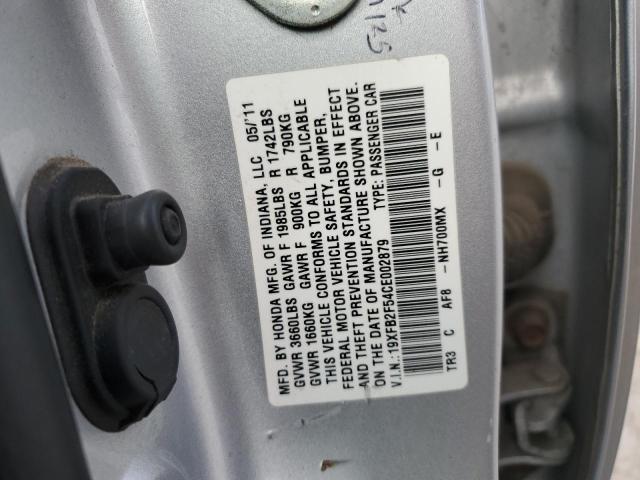 MFD. BY HONDA MFG. OF INDIANA, LLC 05/'11
GVWR 3660LBS GAWR F 1985LBS R 1742LBS
GVWR 1660KG GAWR F 900KG R 790KG
THIS VEHICLE CONFORMS TO ALL APPLICABLE
FEDERAL MOTOR VEHICLE SAFETY, BUMPER,
AND THEFT PREVENTION STANDARDS IN EFFECT
ON THE DATE OF MANUFACTURE SHOWN ABOVE.
V.I.N.:19XFB2F54CE002879 TYPE: PASSENGER CAR
TR3 C AF8 -NH700MX -G -E